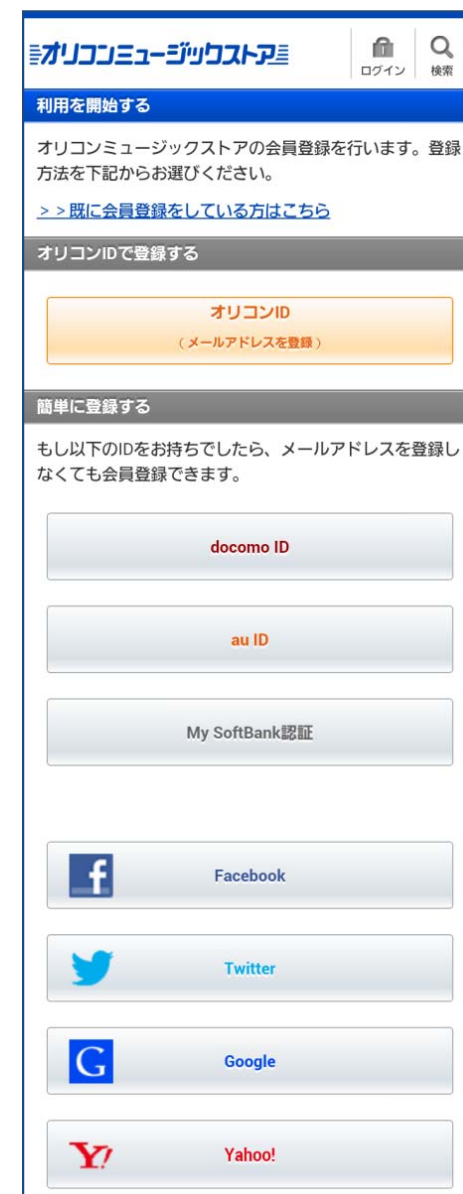 オリコンミュージックストア
ログイン
検索
利用を開始する
オリコンミュージックストアの会員登録を行います。登録
方法を下記からお選びください。
>>既に会員登録をしている方はこちら
オリコンIDで登録する
オリコンID
(メールアドレスを登録)
簡単に登録する
もし以下のIDをお持ちでしたら、メールアドレスを登録し
なくても会員登録できます。
docomo ID
au ID
My SoftBank認証
f
Facebook
Twitter
G
Google
Y!
Yahoo!